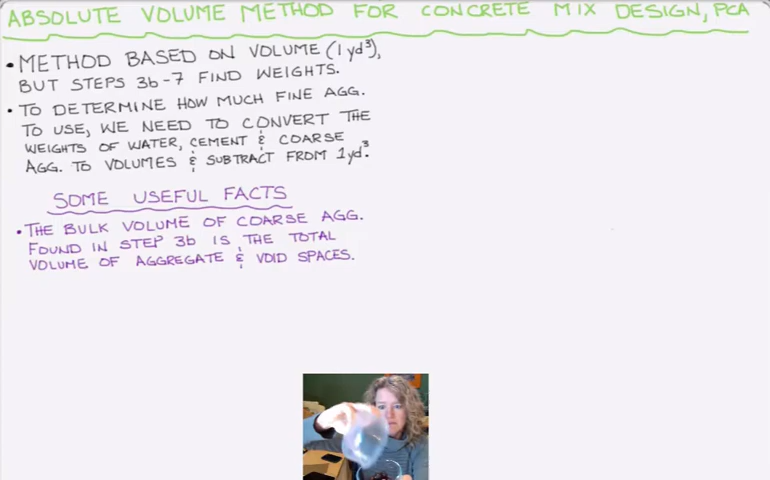 ABSOLUTE VOLUME METHOD FOR CONCRETE MIX DESIGN, PCA
• METHOD BASED ON VOLUME (1 yd³),
BUT STEPS 3b-7 FIND WEIGHTS.
• TO DETERMINE HOW MUCH FINE AGG.
TO USE, WE NEED TO CONVERT THE
WEIGHTS OF WATER, CEMENT & COARSE
AGG. TO VOLUMES & SUBTRACT FROM 1yd³.
SOME USEFUL FACTS
• THE BULK VOLUME OF COARSE AGG.
FOUND IN STEP 3b IS THE TOTAL
VOLUME OF AGGREGATE & VOID SPACES.